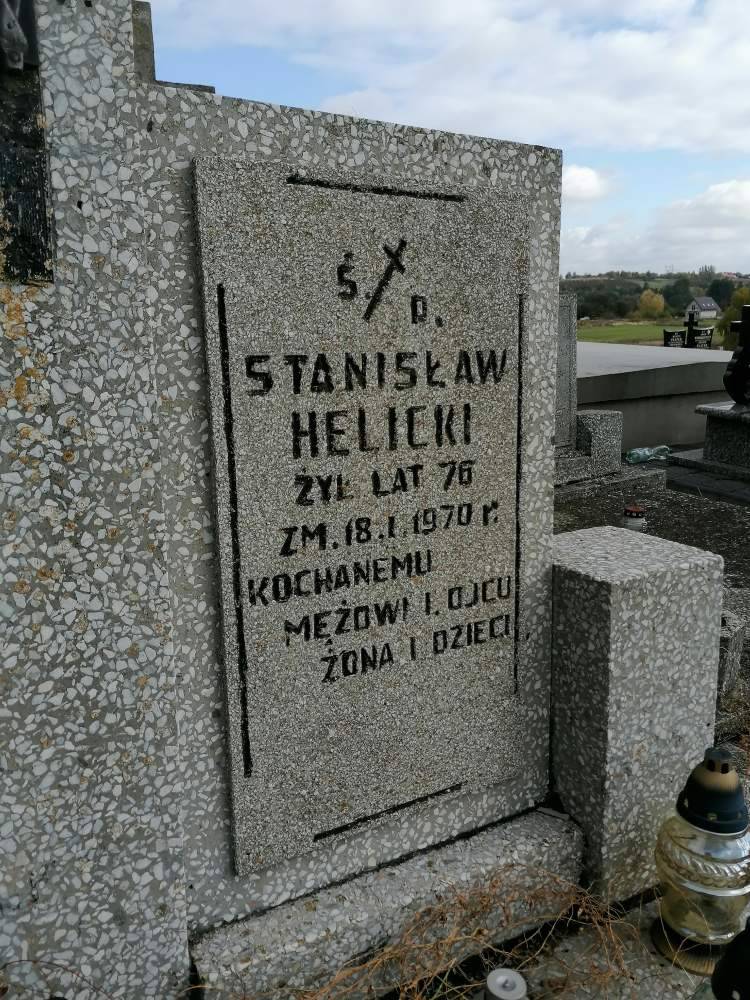 Ś. P.
STANISŁAW
HELICKI
ŻYŁ LAT 76
ZM. 18.I.1970 r.
KOCHANEMU
MĘŻOWI I. OJCU
ŻONA I DZIECI.